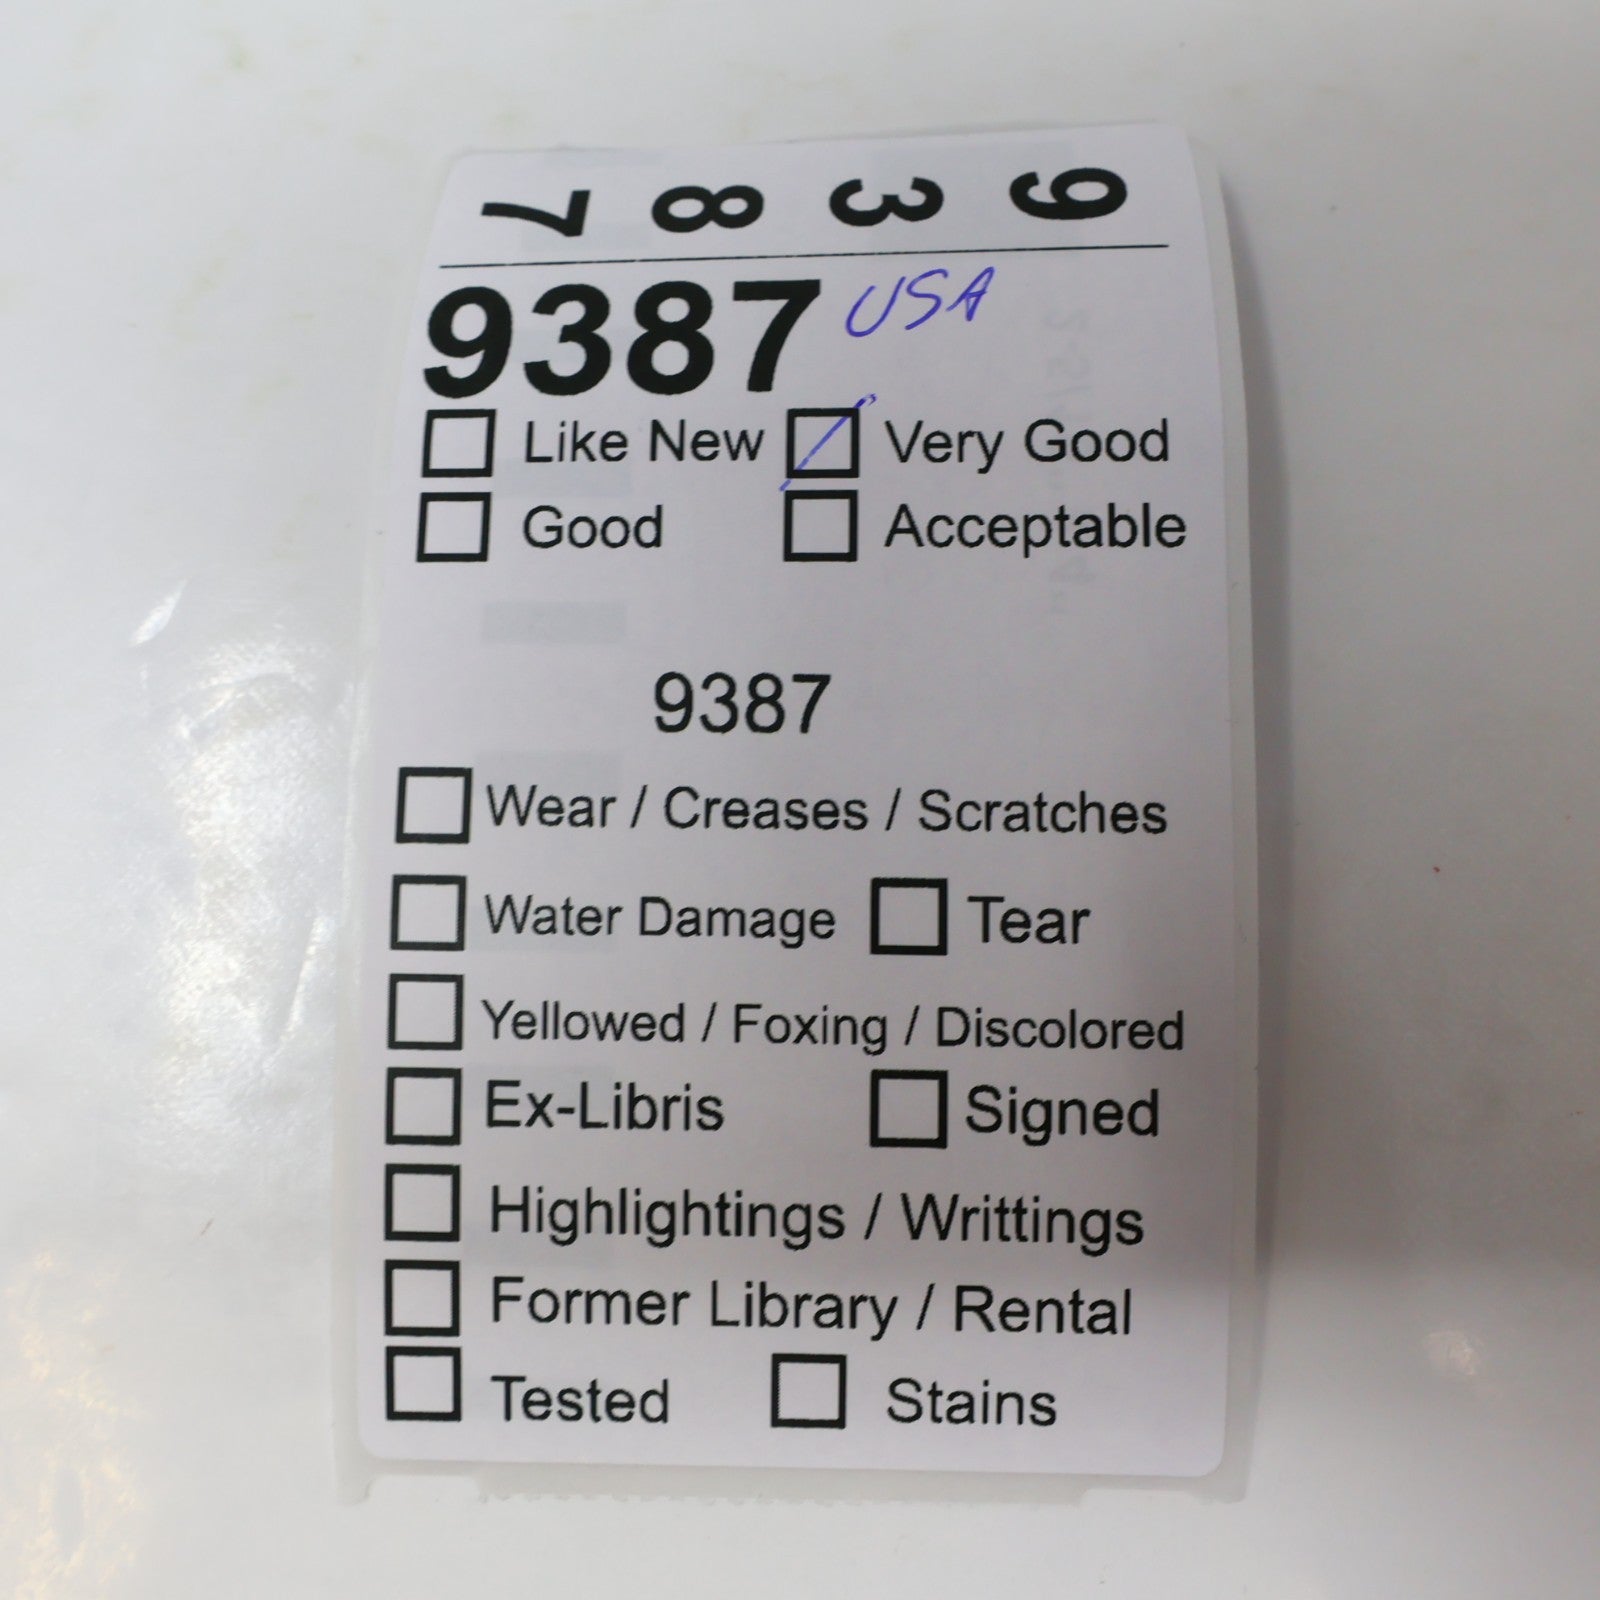 7 8 3 9
9387 USA
Like New Very Good
Good Acceptable
9387
Wear / Creases / Scratches
Water Damage Tear
Yellowed / Foxing / Discolored
Ex-Libris Signed
Highlightings / Writtings
Former Library / Rental
Tested Stains